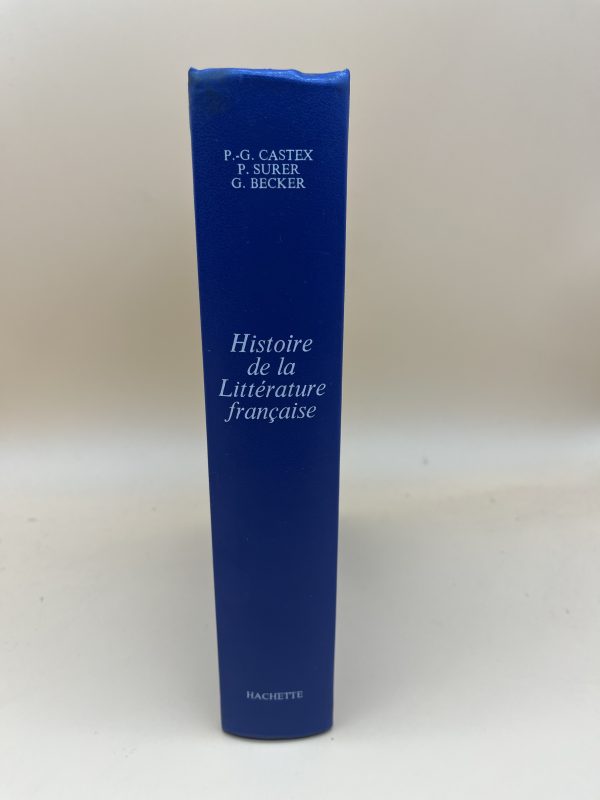 P.-G. CASTEX
P. SURER
G. BECKER
Histoire
de la
Littérature
française
HACHETTE